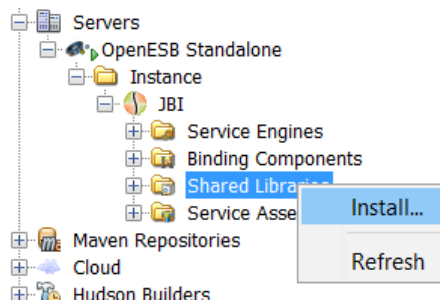 Servers
OpenESB Standalone
Instance
JBI
Service Engines
Binding Components
Shared Libraries
Service Asse
Install...
Maven Repositories
Refresh
Cloud
Hudson Builders